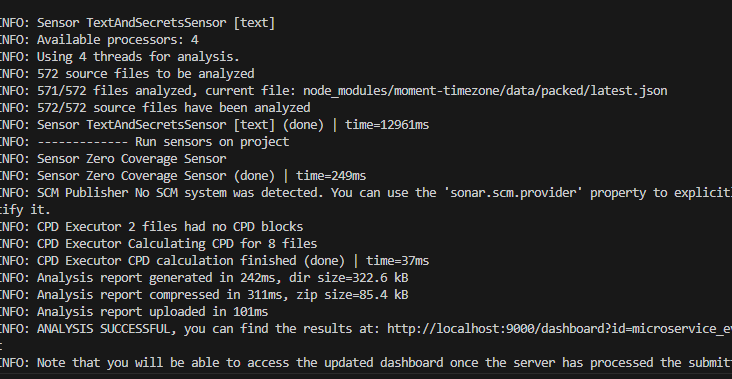 INFO: Sensor TextAndSecretsSensor [text]
INFO: Available processors: 4
INFO: Using 4 threads for analysis.
INFO: 572 source files to be analyzed
INFO: 571/572 files analyzed, current file: node_modules/moment-timezone/data/packed/latest.json
INFO: 572/572 source files have been analyzed
INFO: Sensor TextAndSecretsSensor [text] (done) | time=12961ms
INFO: ------------- Run sensors on project
INFO: Sensor Zero Coverage Sensor
INFO: Sensor Zero Coverage Sensor (done) | time=249ms
INFO: SCM Publisher No SCM system was detected. You can use the 'sonar.scm.provider' property to explicitl
tify it.
INFO: CPD Executor 2 files had no CPD blocks
INFO: CPD Executor Calculating CPD for 8 files
INFO: CPD Executor CPD calculation finished (done) | time=37ms
INFO: Analysis report generated in 242ms, dir size=322.6 kB
INFO: Analysis report compressed in 311ms, zip size=85.4 kB
INFO: Analysis report uploaded in 101ms
INFO: ANALYSIS SUCCESSFUL, you can find the results at: http://localhost:9000/dashboard?id=microservice_ev
t
INFO: Note that you will be able to access the updated dashboard once the server has processed the submitt